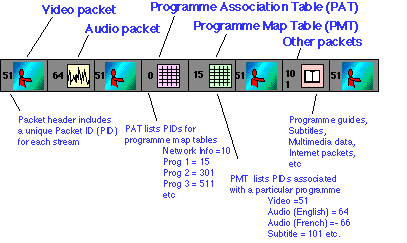 Video packet
Programme Association Table (PAT)
Audio packet
Programme Map Table (PMT)
Other packets
51
64
51
0
51
15
51
10
1
51
Packet header includes
a unique Packet ID (PID)
for each stream
PAT lists PIDs for
programme map tables
Network Info =10
Prog 1 = 15
Prog 2 = 301
Prog 3 = 511
etc
PMT lists PIDs associated
with a particular programme
Video =51
Audio (English) = 64
Audio (French) =- 66
Subtitle = 101 etc.
Programme guides,
Subtitles,
Multimedia data,
Internet packets,
etc